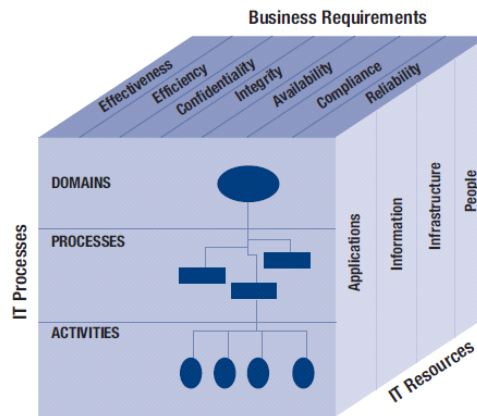 Business Requirements
Effectiveness
Efficiency
Confidentiality
Integrity
Availability
Compliance
Reliability
IT Processes
DOMAINS
PROCESSES
ACTIVITIES
Applications
Information
Infrastructure
People
IT Resources